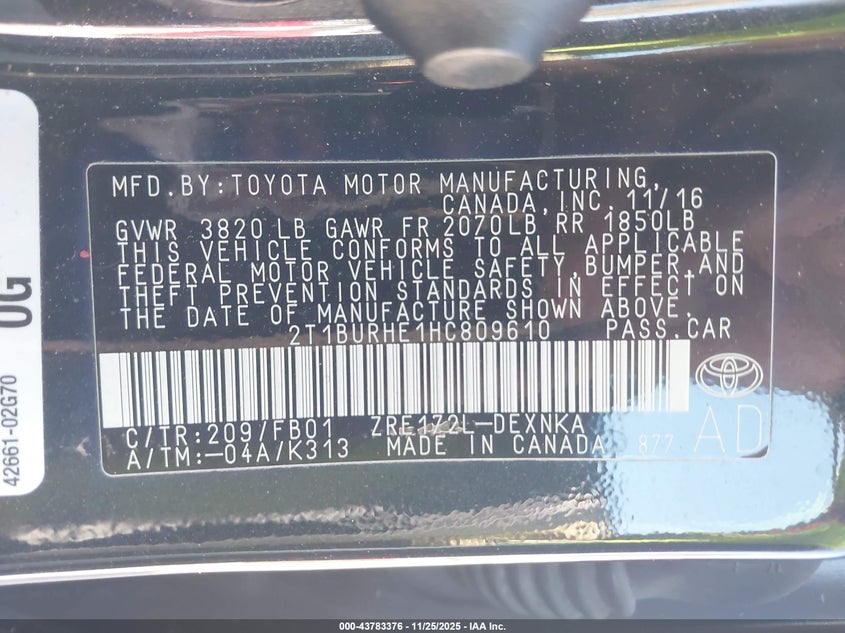 MFD.BY:TOYOTA MOTOR MANUFACTURING,
CANADA,INC. 11/16
GVWR 3820 LB GAWR FR 2070LB RR 1850LB
THIS VEHICLE CONFORMS TO ALL APPLICABLE
FEDERAL MOTOR VEHICLE SAFETY,BUMPER,AND
THEFT PREVENTION STANDARDS IN EFFECT ON
THE DATE OF MANUFACTURE SHOWN ABOVE.
2T1BURHE1HC809610 PASS.CAR
C/TR:209/FB01 ZRE172L-DEXNKA
A/TM:-04A/K313 MADE IN CANADA 877
AD
0G
42661-02G70
000-43783376 - 11/25/2025 - IAA Inc.